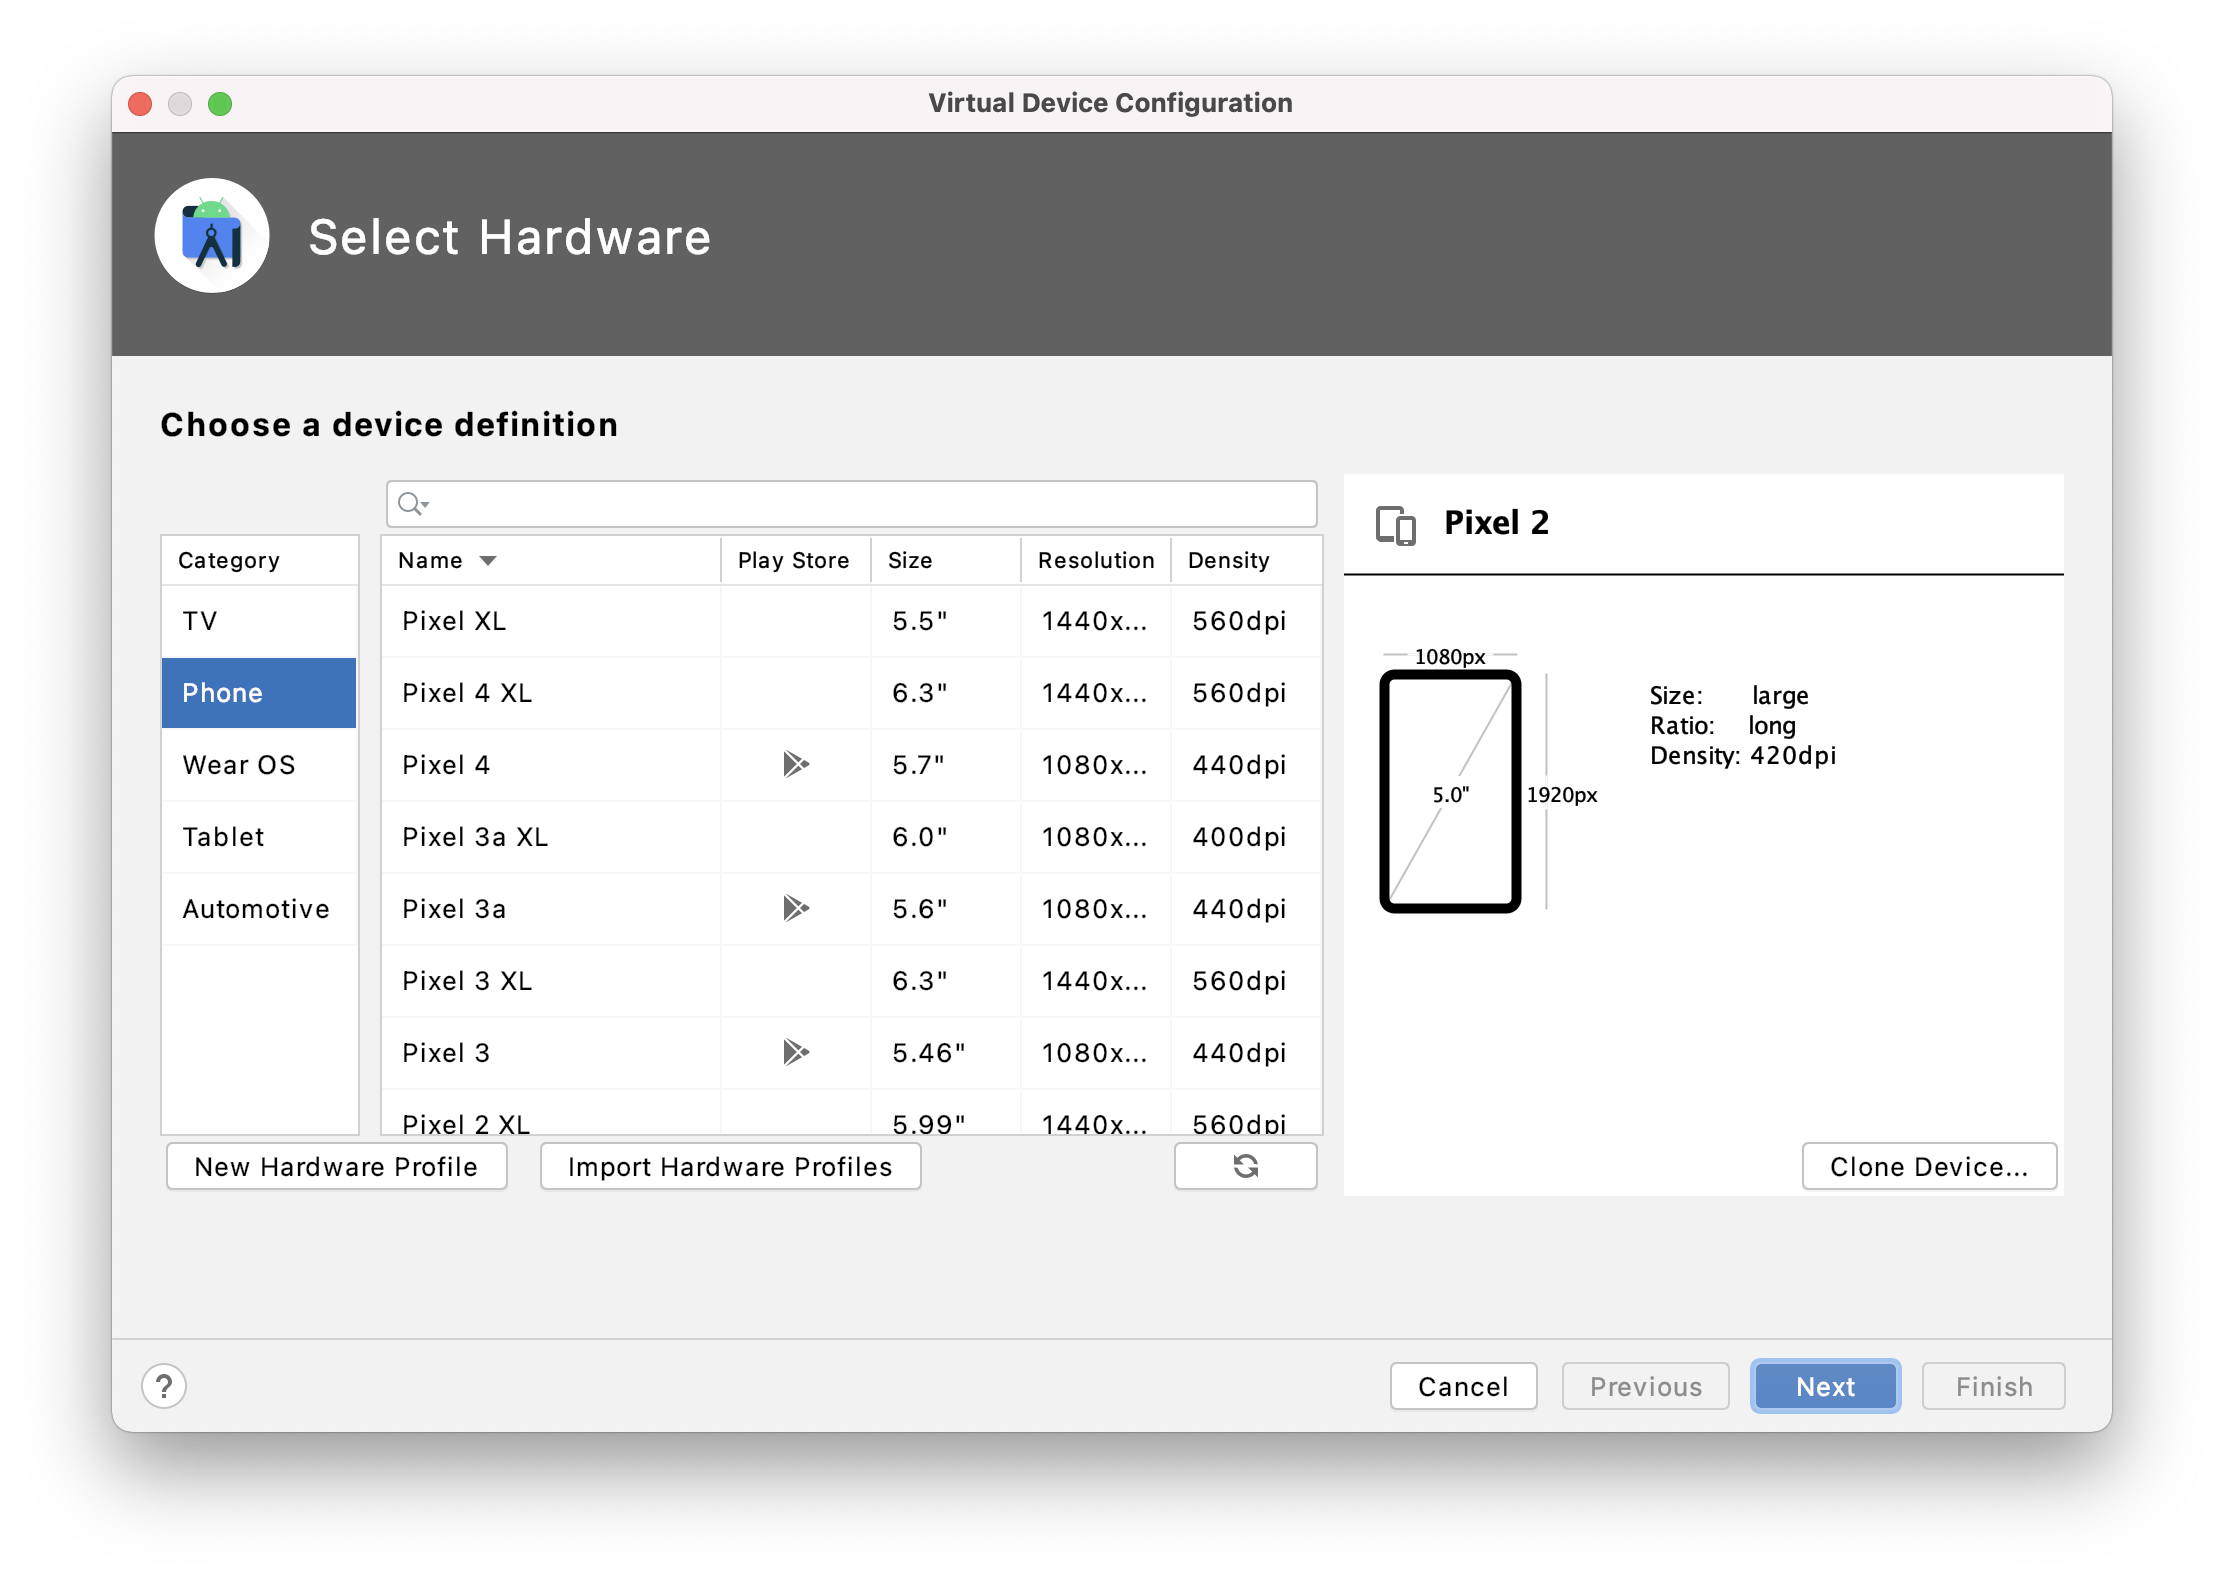 Virtual Device Configuration
Select Hardware
Choose a device definition
Category
TV
Phone
Wear OS
Tablet
Automotive
Name Play Store Size Resolution Density
Pixel XL 5.5" 1440x... 560dpi
Pixel 4 XL 6.3" 1440x... 560dpi
Pixel 4 5.7" 1080x... 440dpi
Pixel 3a XL 6.0" 1080x... 400dpi
Pixel 3a 5.6" 1080x... 440dpi
Pixel 3 XL 6.3" 1440x... 560dpi
Pixel 3 5.46" 1080x... 440dpi
Pixel 2 XL 5.99" 1440x... 560dpi
New Hardware Profile Import Hardware Profiles
Pixel 2
1080px
5.0"
1920px
Size: large
Ratio: long
Density: 420dpi
Clone Device...
? Cancel Previous Next Finish